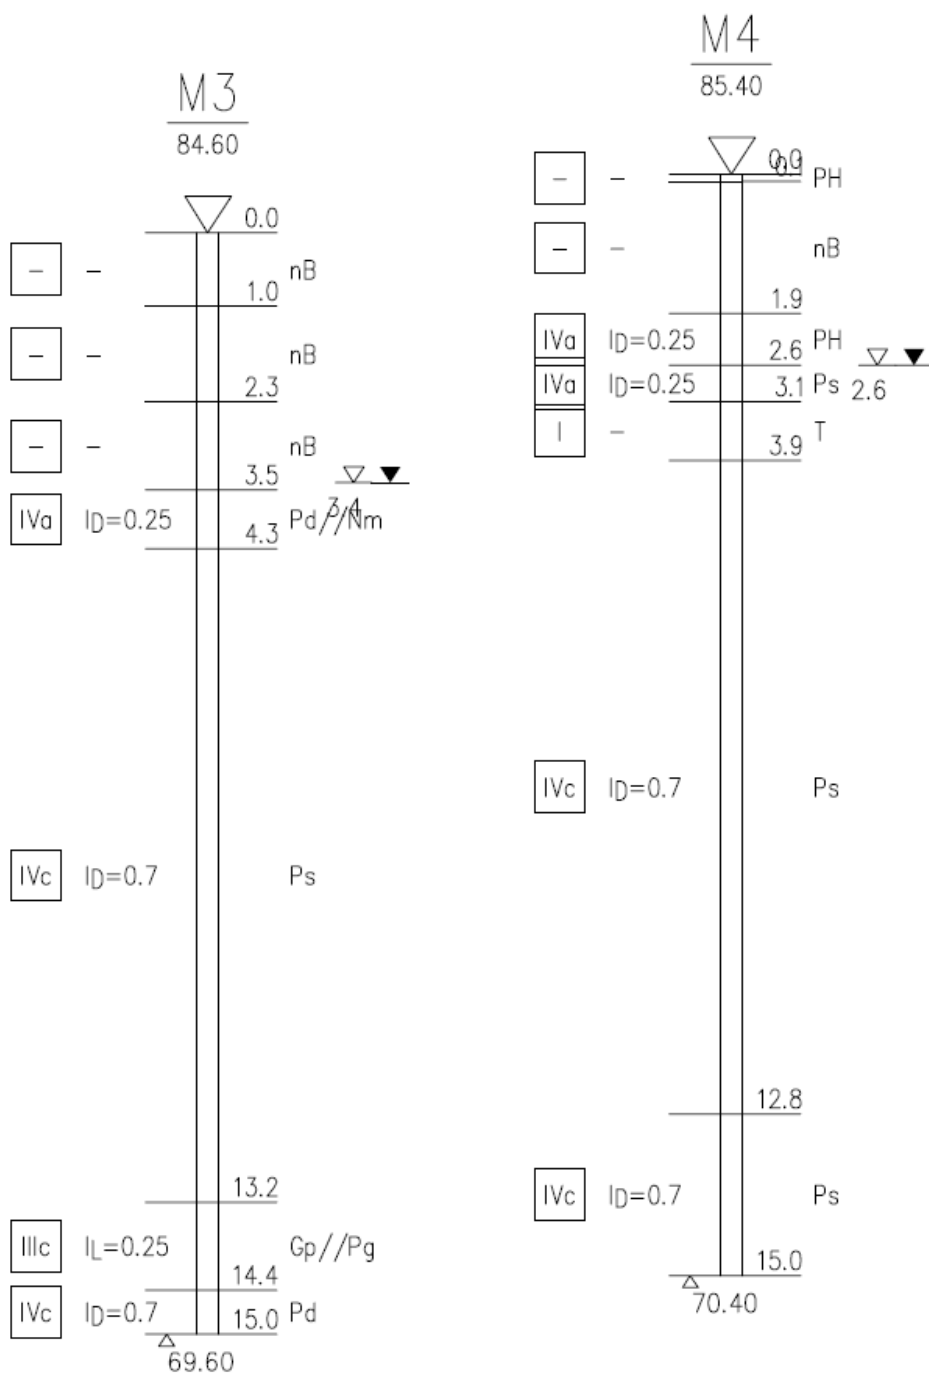 M3
84.60
0.0
– – nB
1.0
– – nB
2.3
– – nB
3.5
3.4
IVa ID=0.25 Pd//Nm
4.3
IVc ID=0.7 Ps
13.2
IIIc IL=0.25 Gp//Pg
14.4
IVc ID=0.7 Pd
15.0
69.60
M4
85.40
0.0
0.1
– – PH
– – nB
1.9
IVa ID=0.25 PH
2.6
2.6
IVa ID=0.25 Ps
3.1
I – T
3.9
IVc ID=0.7 Ps
12.8
IVc ID=0.7 Ps
15.0
70.40